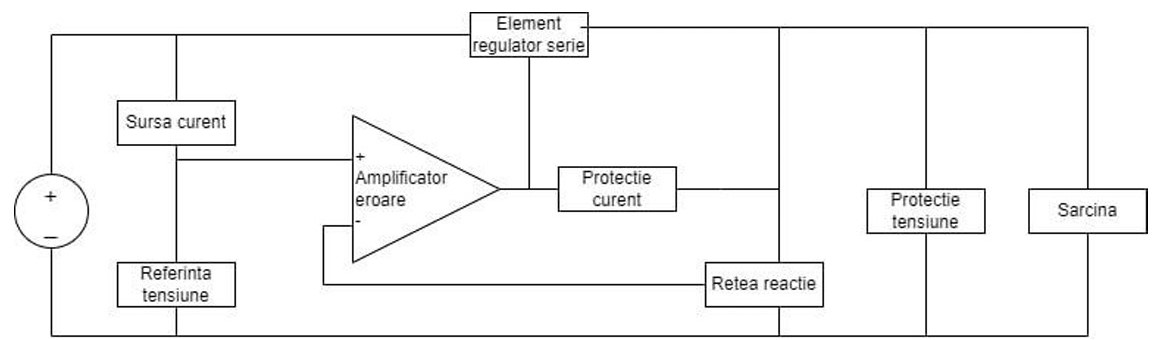 Element
regulator serie
Sursa curent
+
Amplificator
eroare
-
Protectie
curent
+
–
Protectie
tensiune
Sarcina
Referinta
tensiune
Retea reactie